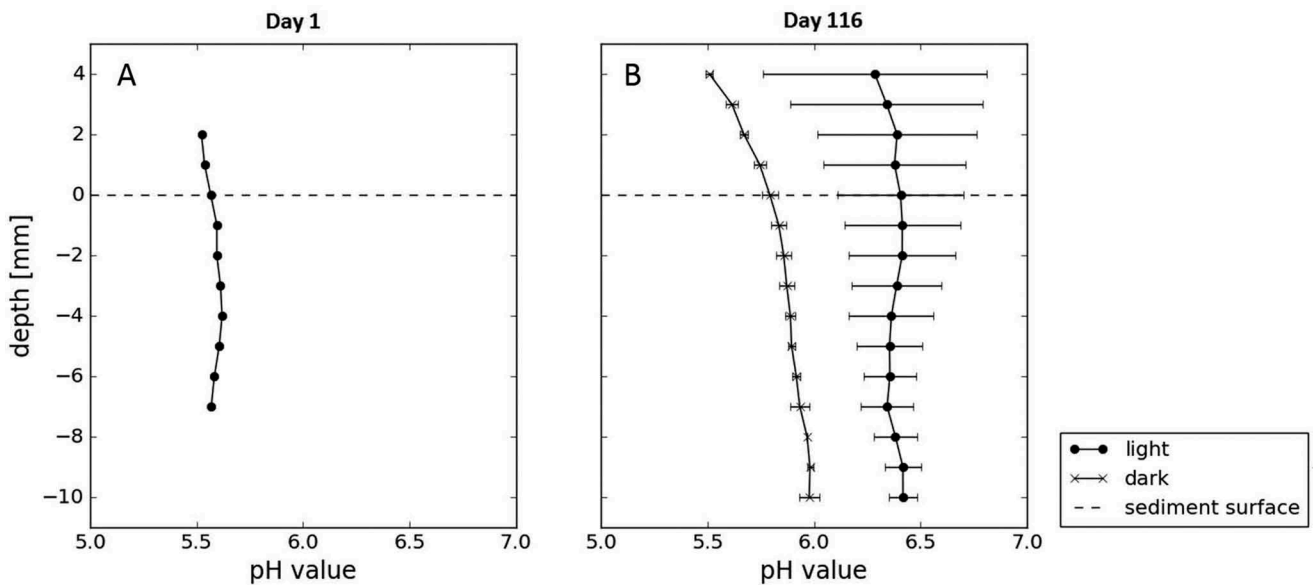 Day 1
Day 116
A
B
4
2
0
−2
−4
−6
−8
−10
depth [mm]
5.0 5.5 6.0 6.5 7.0
5.0 5.5 6.0 6.5 7.0
pH value
pH value
light
dark
sediment surface